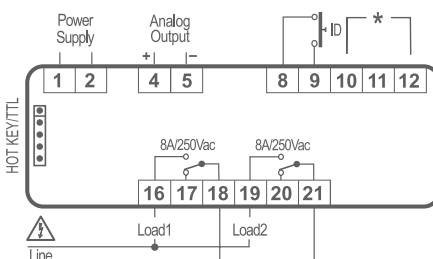 Power Supply
Analog Output
+ −
ID
*
1 2 4 5 8 9 10 11 12
HOT KEY/TTL
8A/250Vac 8A/250Vac
16 17 18 19 20 21
Load1 Load2
Line